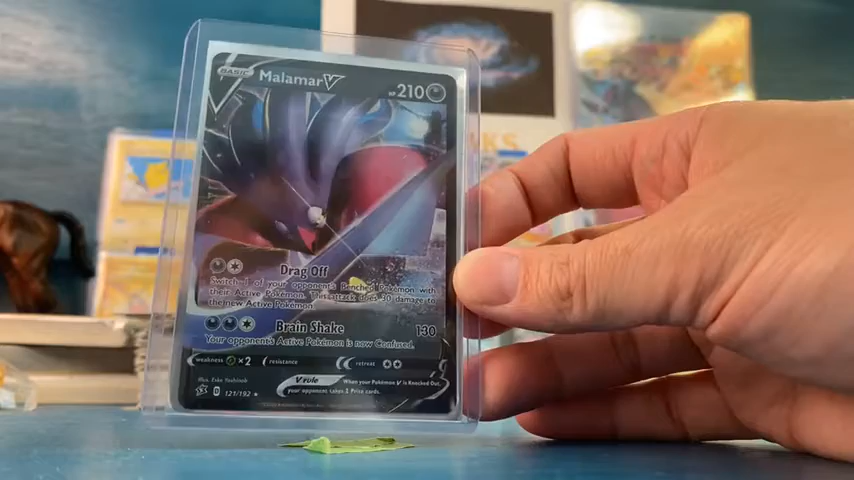 BASIC Malamar V HP 210
Drag Off
Switch 1 of your opponent's Benched Pokémon with
their Active Pokémon. This attack does 30 damage to
the new Active Pokémon.
Brain Shake 130
Your opponent's Active Pokémon is now Confused.
weakness ×2 resistance retreat
V rule When your Pokémon V is Knocked Out,
your opponent takes 2 Prize cards.
Illus. Eske Yoshinob
121/192